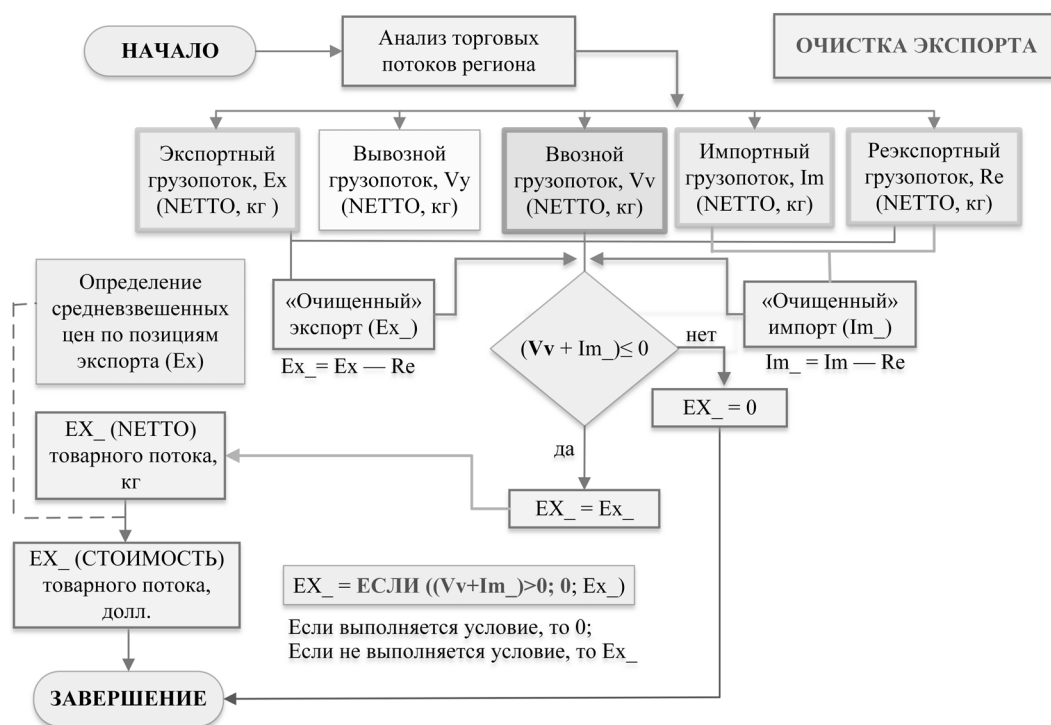 НАЧАЛО
Анализ торговых
потоков региона
ОЧИСТКА ЭКСПОРТА
Экспортный
грузопоток, Ex
(NETTO, кг )
Вывозной
грузопоток, Vy
(NETTO, кг)
Ввозной
грузопоток, Vv
(NETTO, кг)
Импортный
грузопоток, Im
(NETTO, кг)
Реэкспортный
грузопоток, Re
(NETTO, кг)
Определение
средневзвешенных
цен по позициям
экспорта (Ex)
«Очищенный»
экспорт (Ex_)
Ex_= Ex — Re
(Vv + Im_)≤ 0
нет
да
«Очищенный»
импорт (Im_)
Im_ = Im — Re
EX_ = 0
EX_ (NETTO)
товарного потока,
кг
EX_ = Ex_
EX_ (СТОИМОСТЬ)
товарного потока,
долл.
EX_ = ЕСЛИ ((Vv+Im_)>0; 0; Ex_)
Если выполняется условие, то 0;
Если не выполняется условие, то Ex_
ЗАВЕРШЕНИЕ